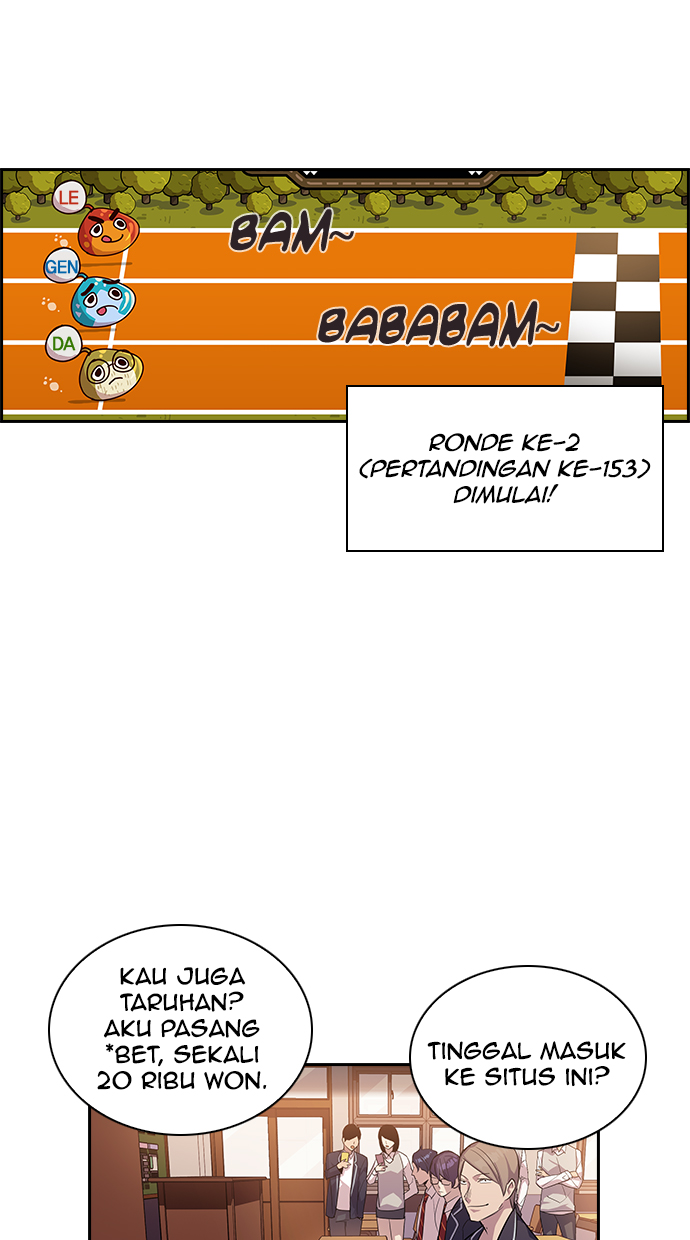 LE
BAM~
GEN
BABABAM~
DA
RONDE KE-2
(PERTANDINGAN KE-153)
DIMULAI!
KAU JUGA
TARUHAN?
AKU PASANG
*BET, SEKALI
20 RIBU WON.
TINGGAL MASUK
KE SITUS INI?